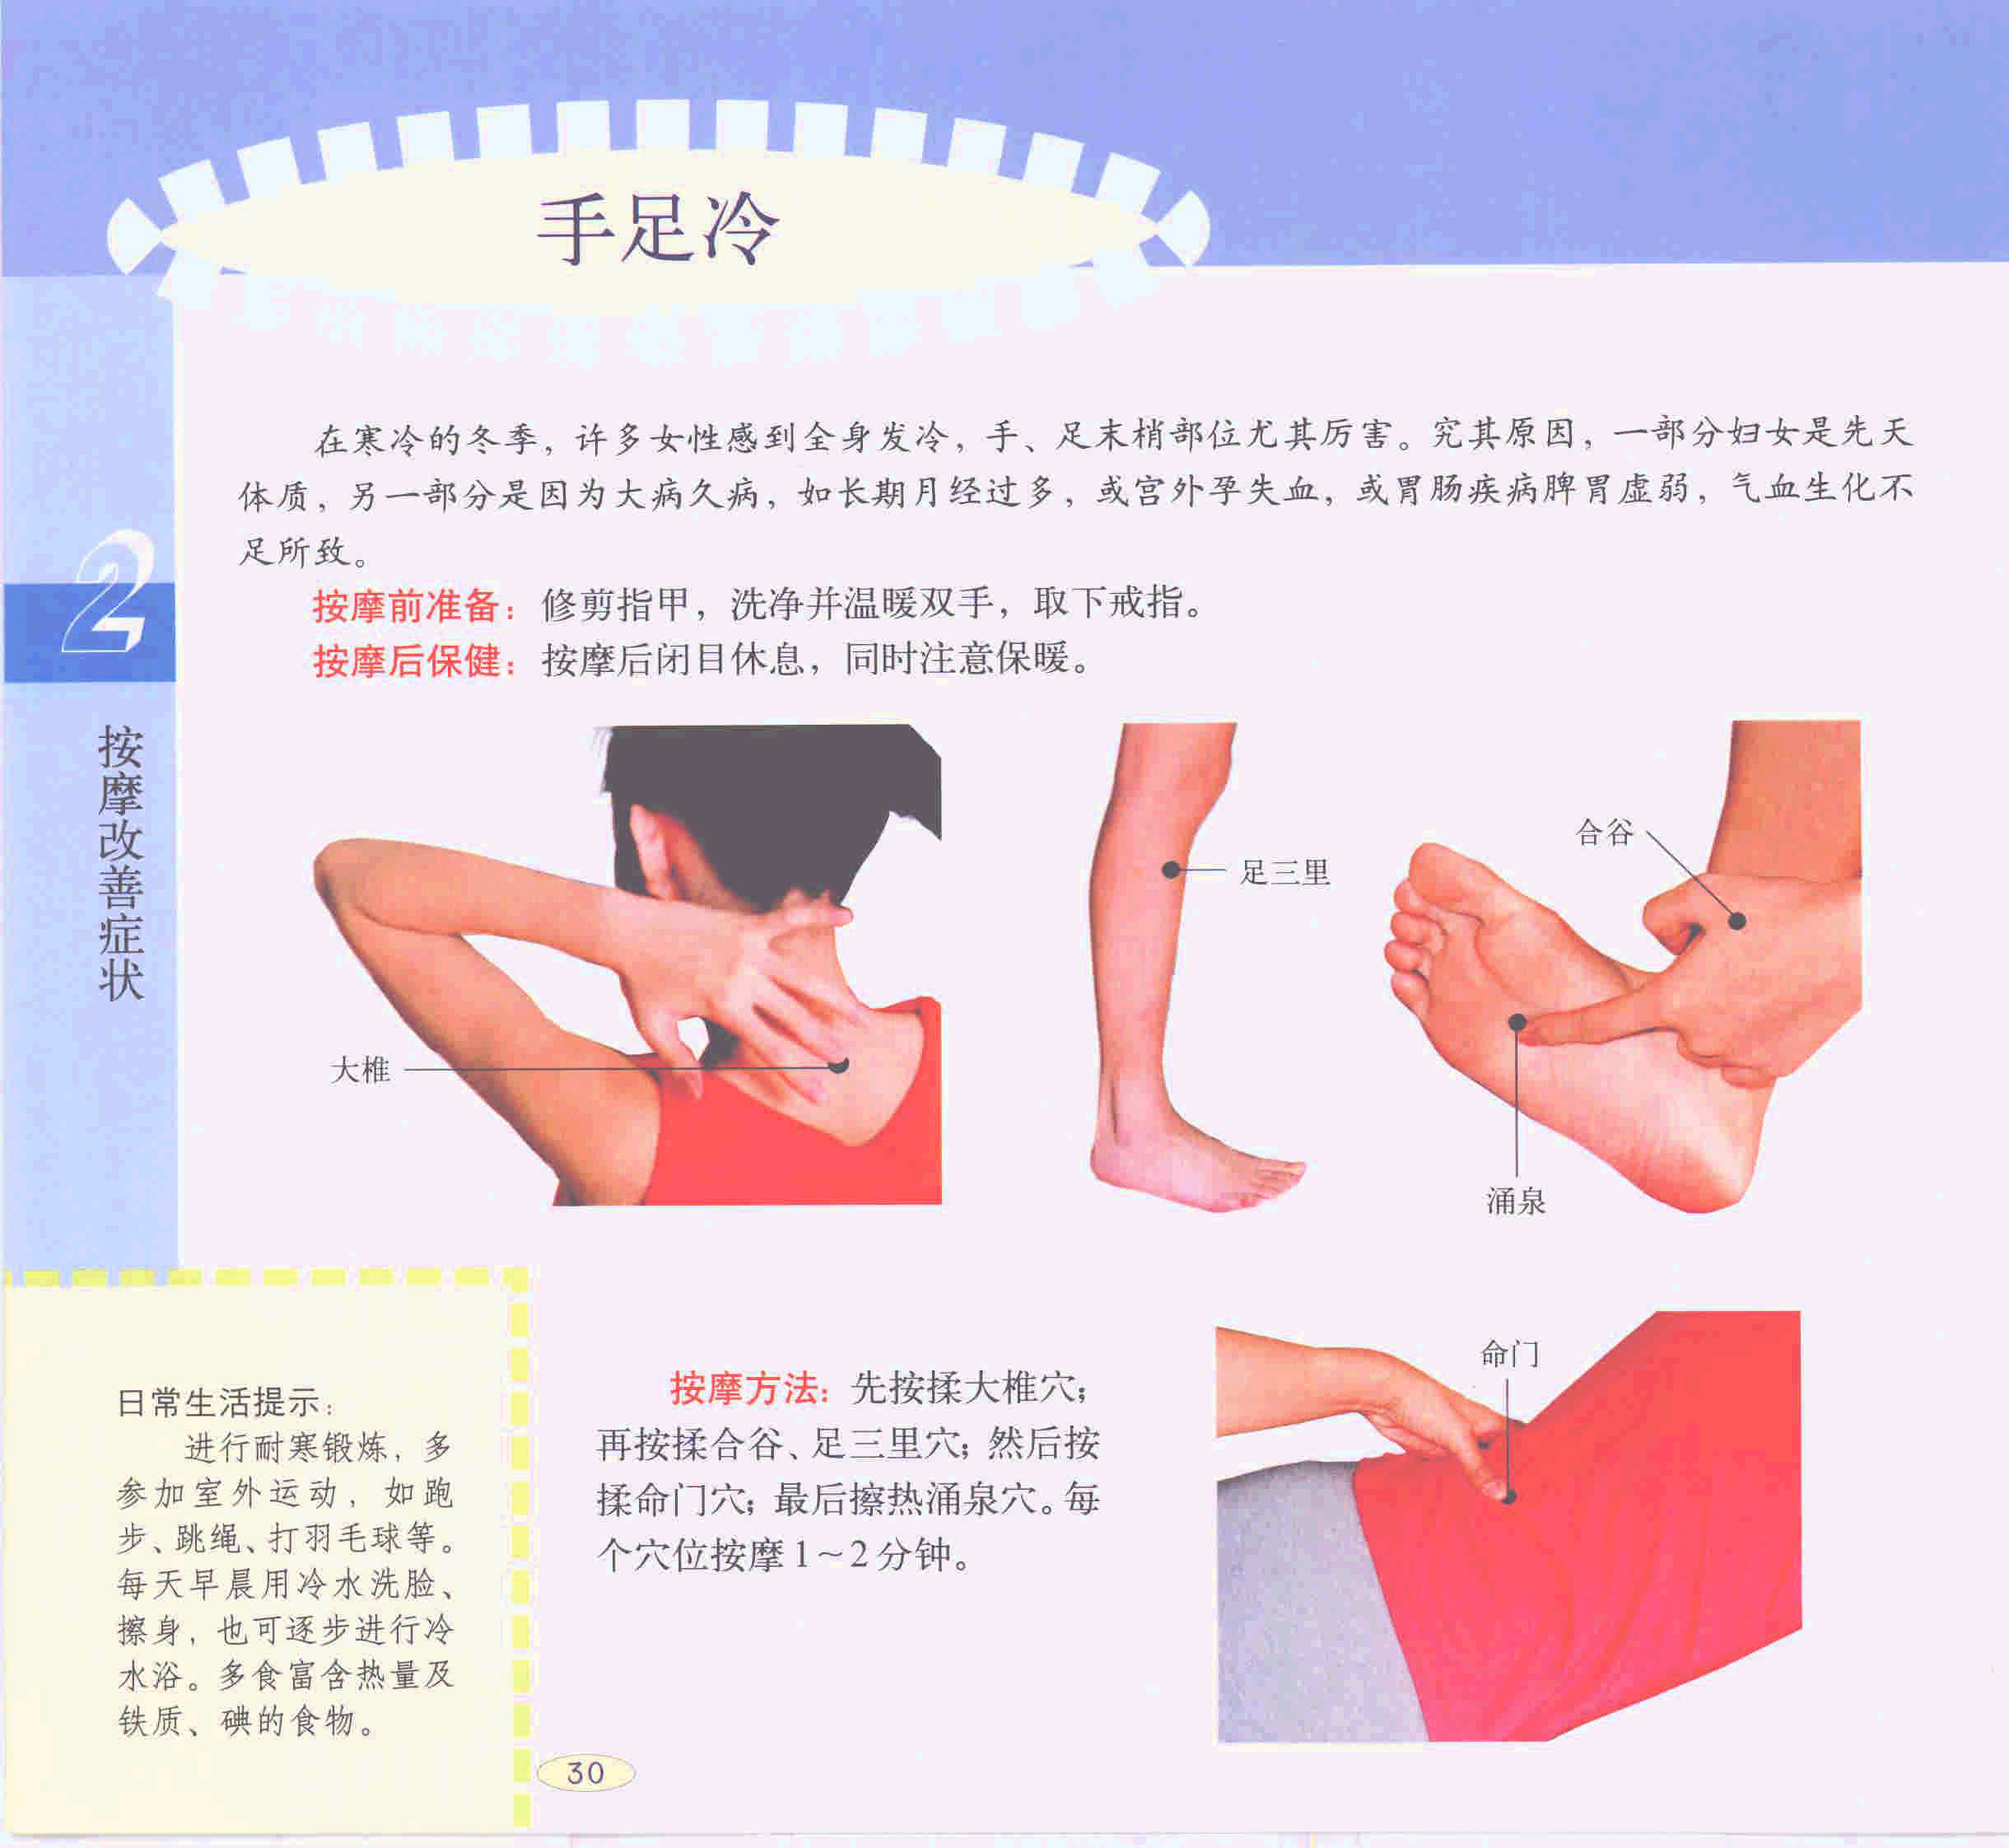 手足冷
在寒冷的冬季，许多女性感到全身发冷，手、足末梢部位尤其厉害。究其原因，一部分妇女是先天
体质，另一部分是因为大病久病，如长期月经过多，或宫外孕失血，或胃肠疾病脾胃虚弱，气血生化不
足所致。
按摩前准备：修剪指甲，洗净并温暖双手，取下戒指。
按摩后保健：按摩后闭目休息，同时注意保暖。
2
按摩改善症状
大椎
足三里
合谷
涌泉
命门
按摩方法：先按揉大椎穴；
再按揉合谷、足三里穴；然后按
揉命门穴；最后擦热涌泉穴。每
个穴位按摩1～2分钟。
日常生活提示：
进行耐寒锻炼，多
参加室外运动，如跑
步、跳绳、打羽毛球等。
每天早晨用冷水洗脸、
擦身，也可逐步进行冷
水浴。多食富含热量及
铁质、碘的食物。
30